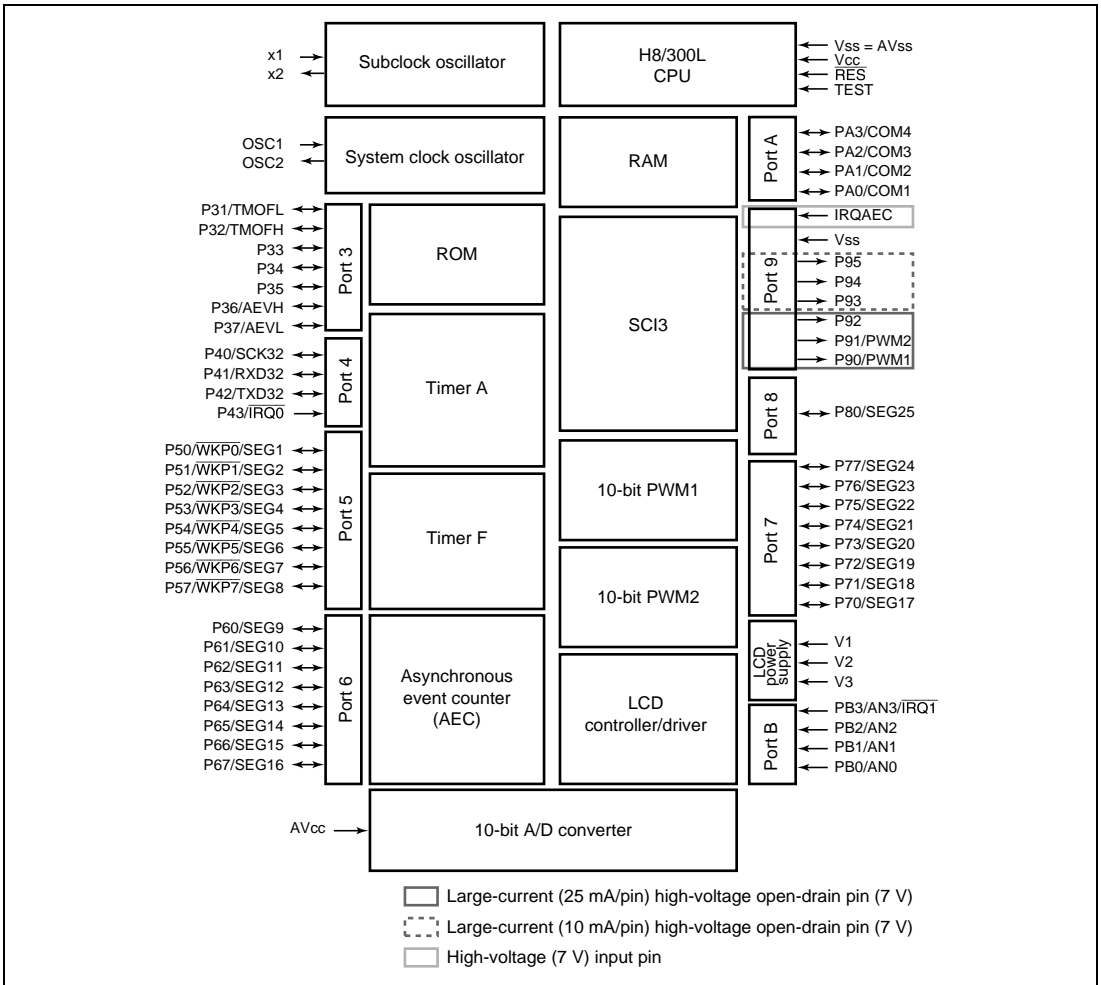 x1
x2
Subclock oscillator
H8/300L
CPU
Vss = AVss
Vcc
RES
TEST
OSC1
OSC2
System clock oscillator
RAM
Port A
PA3/COM4
PA2/COM3
PA1/COM2
PA0/COM1
P31/TMOFL
P32/TMOFH
P33
P34
P35
P36/AEVH
P37/AEVL
Port 3
ROM
SCI3
Port 9
IRQAEC
Vss
P95
P94
P93
P92
P91/PWM2
P90/PWM1
P40/SCK32
P41/RXD32
P42/TXD32
P43/IRQ0
Port 4
Timer A
Port 8
P80/SEG25
P50/WKP0/SEG1
P51/WKP1/SEG2
P52/WKP2/SEG3
P53/WKP3/SEG4
P54/WKP4/SEG5
P55/WKP5/SEG6
P56/WKP6/SEG7
P57/WKP7/SEG8
Port 5
Timer F
10-bit PWM1
10-bit PWM2
Port 7
P77/SEG24
P76/SEG23
P75/SEG22
P74/SEG21
P73/SEG20
P72/SEG19
P71/SEG18
P70/SEG17
P60/SEG9
P61/SEG10
P62/SEG11
P63/SEG12
P64/SEG13
P65/SEG14
P66/SEG15
P67/SEG16
Port 6
Asynchronous
event counter
(AEC)
LCD
controller/driver
LCD
power
supply
V1
V2
V3
Port B
PB3/AN3/IRQ1
PB2/AN2
PB1/AN1
PB0/AN0
AVcc
10-bit A/D converter
Large-current (25 mA/pin) high-voltage open-drain pin (7 V)
Large-current (10 mA/pin) high-voltage open-drain pin (7 V)
High-voltage (7 V) input pin